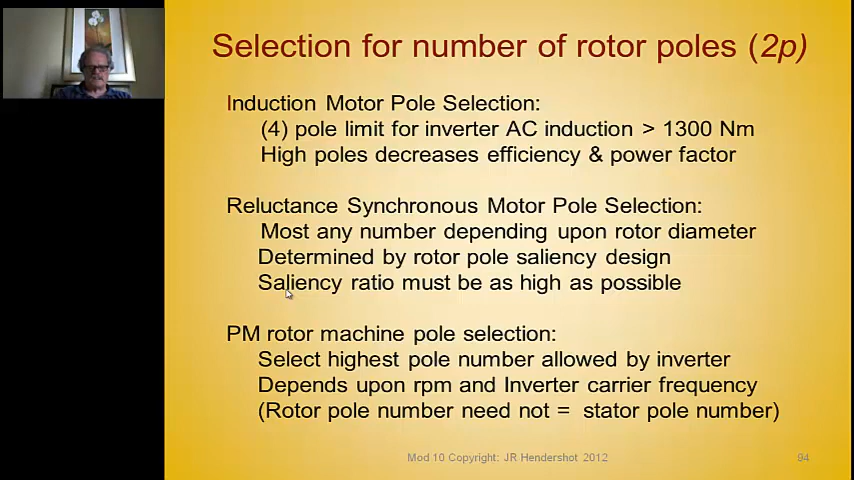 Selection for number of rotor poles (2p)
Induction Motor Pole Selection:
(4) pole limit for inverter AC induction > 1300 Nm
High poles decreases efficiency & power factor
Reluctance Synchronous Motor Pole Selection:
Most any number depending upon rotor diameter
Determined by rotor pole saliency design
Saliency ratio must be as high as possible
PM rotor machine pole selection:
Select highest pole number allowed by inverter
Depends upon rpm and Inverter carrier frequency
(Rotor pole number need not = stator pole number)
Mod 10 Copyright: JR Hendershot 2012
94